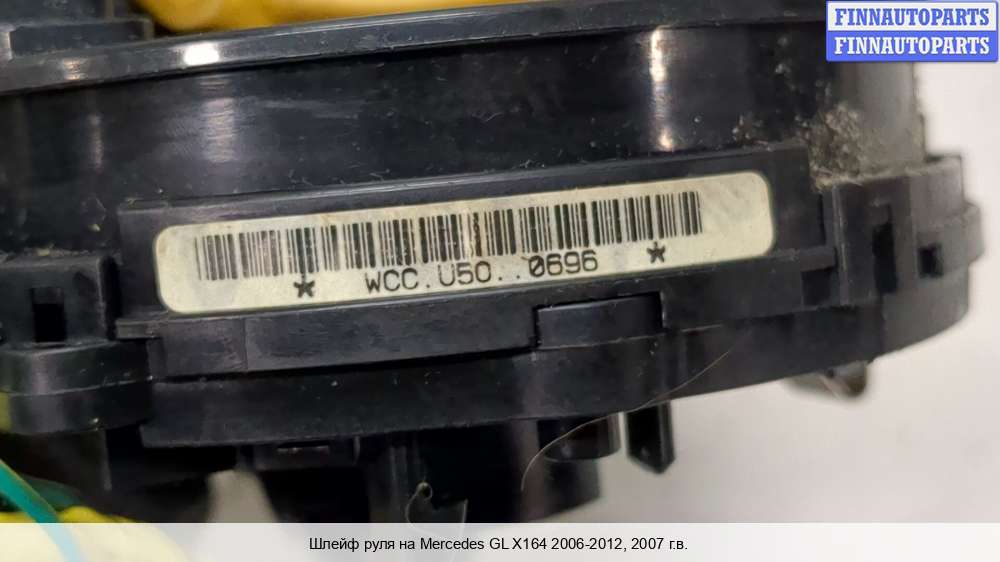 FINNAUTOPARTS
FINNAUTOPARTS
* WCC.U50..0696 *
Шлейф руля на Mercedes GL X164 2006-2012, 2007 г.в.